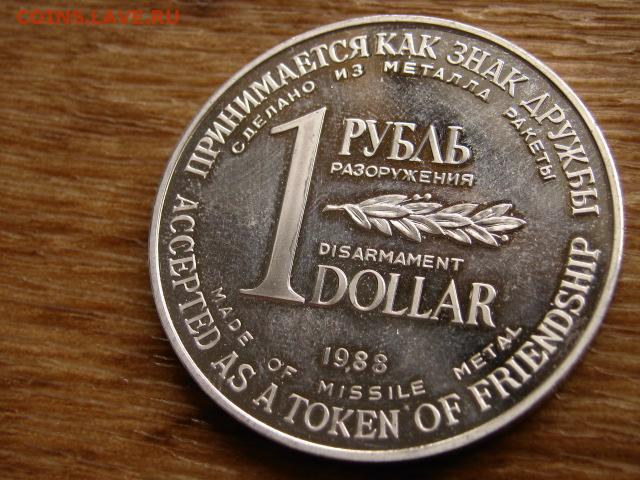 COINS.LAVE.RU
ПРИНИМАЕТСЯ КАК ЗНАК ДРУЖБЫ
СДЕЛАНО ИЗ МЕТАЛЛА РАКЕТЫ
1 РУБЛЬ
РАЗОРУЖЕНИЯ
DISARMAMENT
DOLLAR
1988
MADE OF MISSILE METAL
ACCEPTED AS A TOKEN OF FRIENDSHIP